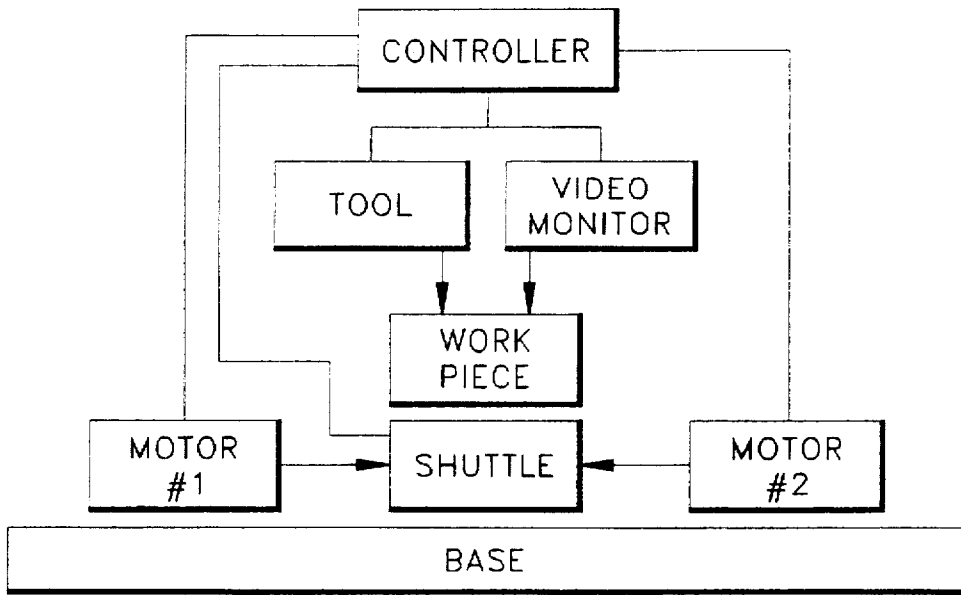 CONTROLLER
TOOL
VIDEO
MONITOR
WORK
PIECE
MOTOR
#1
SHUTTLE
MOTOR
#2
BASE